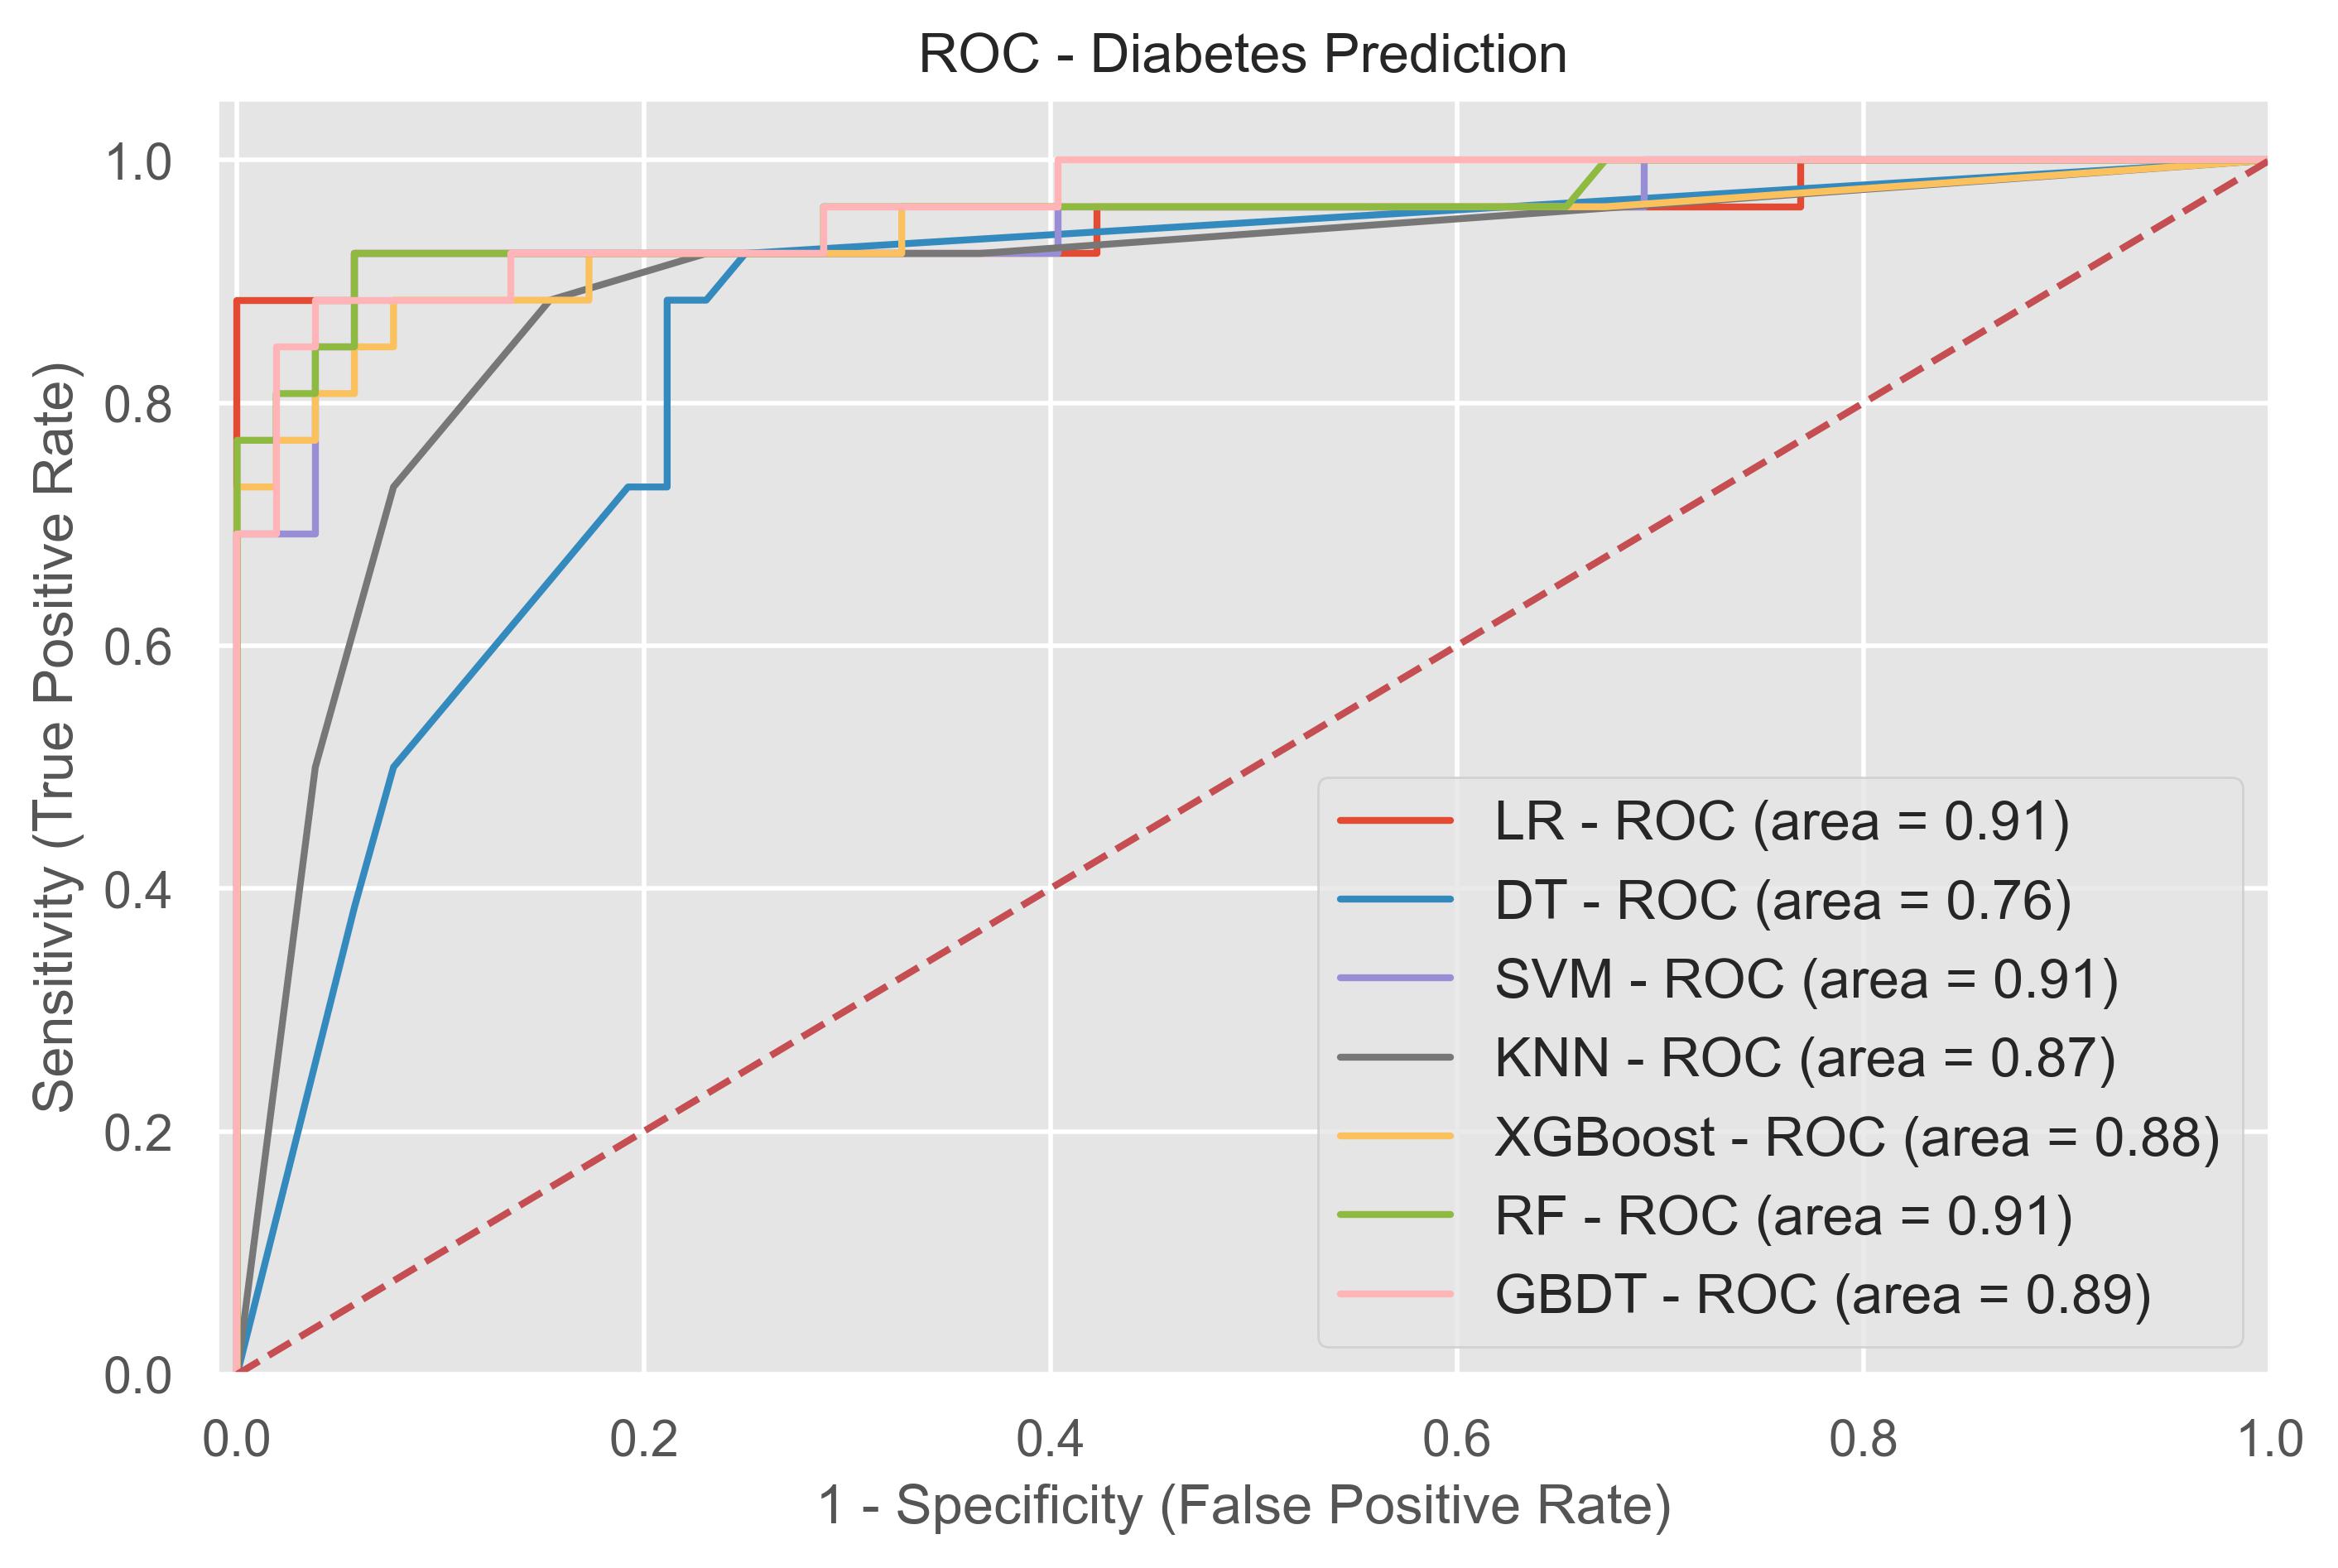 ROC - Diabetes Prediction
Sensitivity (True Positive Rate)
1.0
0.8
0.6
0.4
0.2
0.0
LR - ROC (area = 0.91)
DT - ROC (area = 0.76)
SVM - ROC (area = 0.91)
KNN - ROC (area = 0.87)
XGBoost - ROC (area = 0.88)
RF - ROC (area = 0.91)
GBDT - ROC (area = 0.89)
0.0 0.2 0.4 0.6 0.8 1.0
1 - Specificity (False Positive Rate)